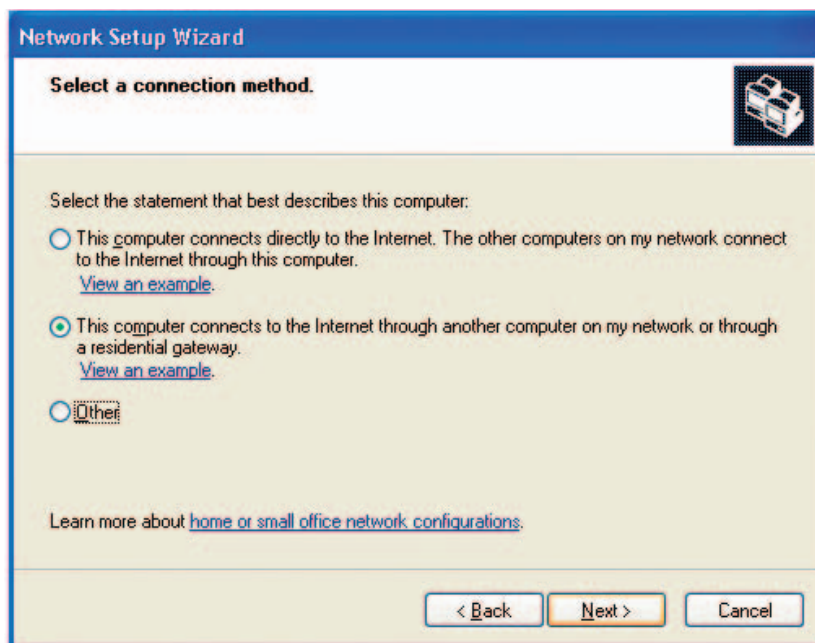 Network Setup Wizard
Select a connection method.
Select the statement that best describes this computer:
This computer connects directly to the Internet. The other computers on my network connect
to the Internet through this computer.
View an example.
This computer connects to the Internet through another computer on my network or through
a residential gateway.
View an example.
Other
Learn more about home or small office network configurations.
< Back Next > Cancel